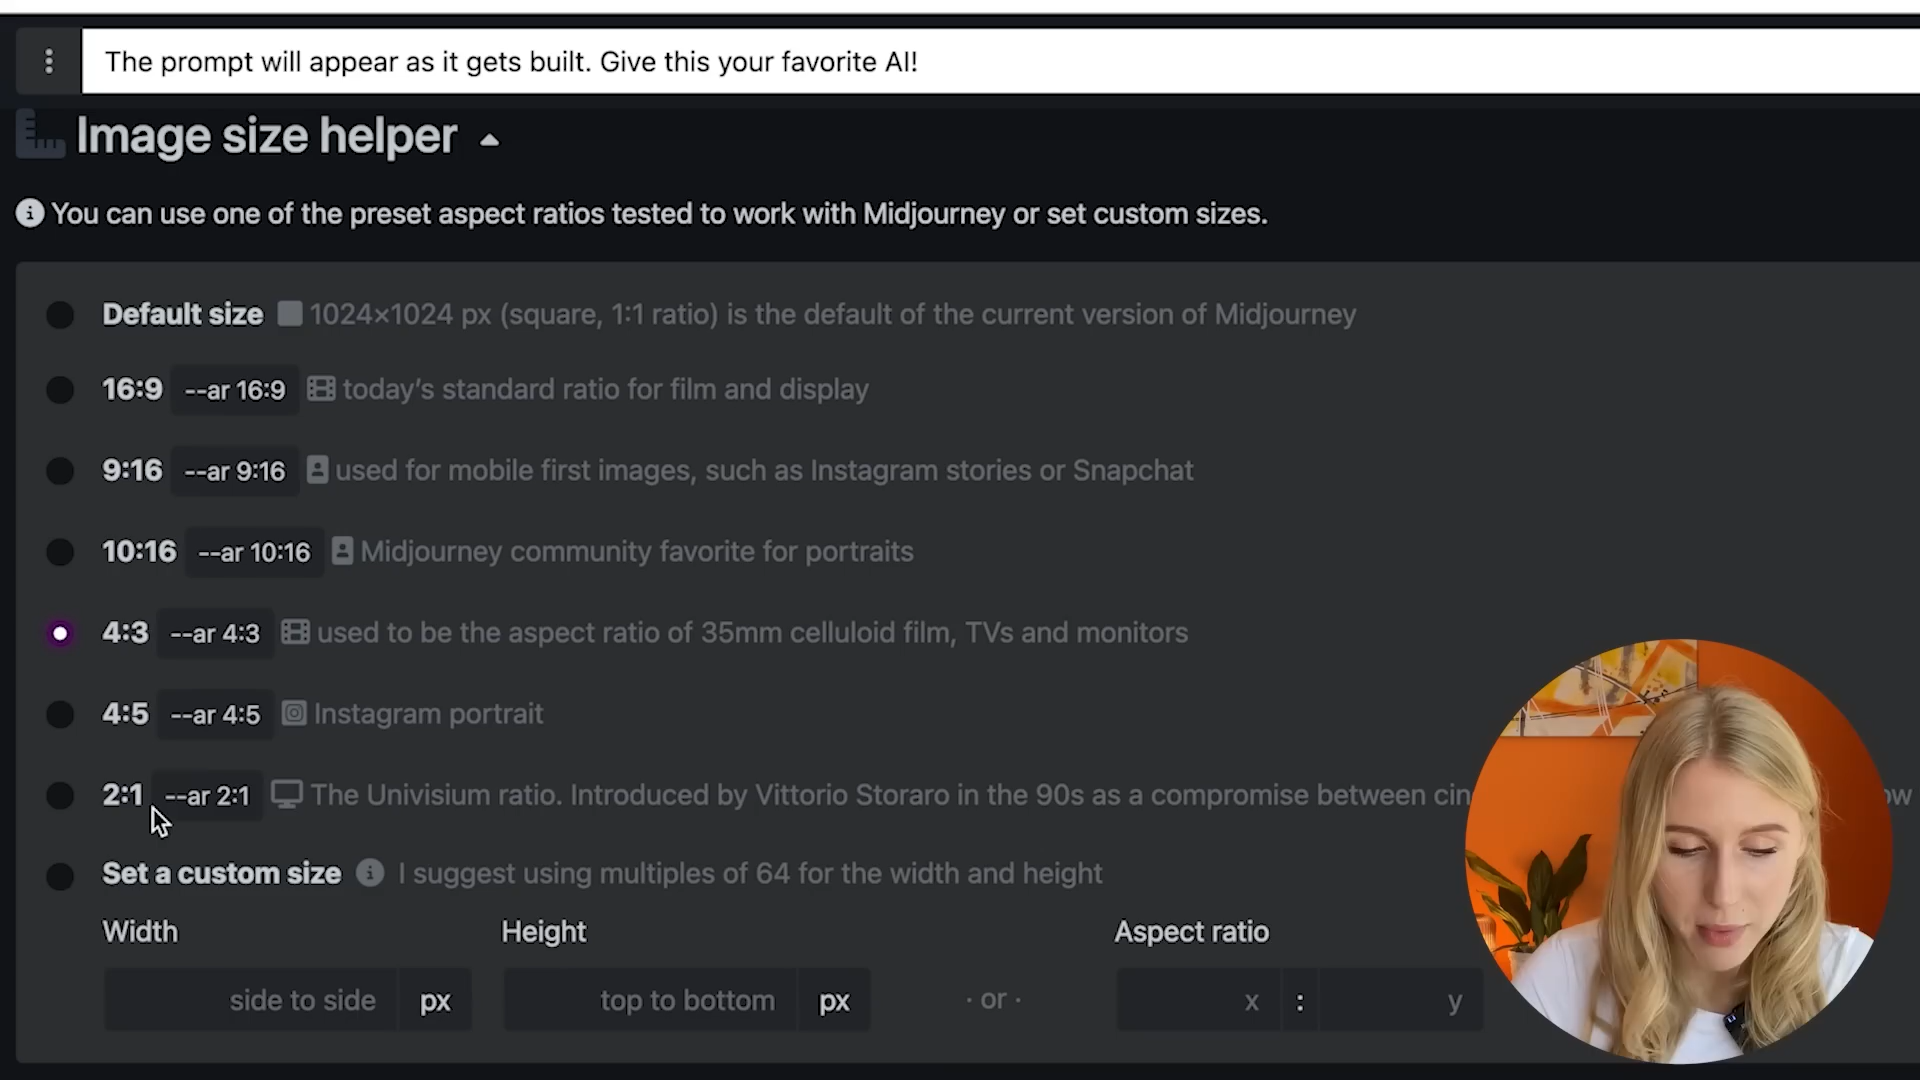 The prompt will appear as it gets built. Give this your favorite AI!
Image size helper
You can use one of the preset aspect ratios tested to work with Midjourney or set custom sizes.
Default size 1024×1024 px (square, 1:1 ratio) is the default of the current version of Midjourney
16:9 --ar 16:9 today's standard ratio for film and display
9:16 --ar 9:16 used for mobile first images, such as Instagram stories or Snapchat
10:16 --ar 10:16 Midjourney community favorite for portraits
4:3 --ar 4:3 used to be the aspect ratio of 35mm celluloid film, TVs and monitors
4:5 --ar 4:5 Instagram portrait
2:1 --ar 2:1 The Univisium ratio. Introduced by Vittorio Storaro in the 90s as a compromise between
Set a custom size I suggest using multiples of 64 for the width and height
Width Height Aspect ratio
side to side px top to bottom px · or · x : y